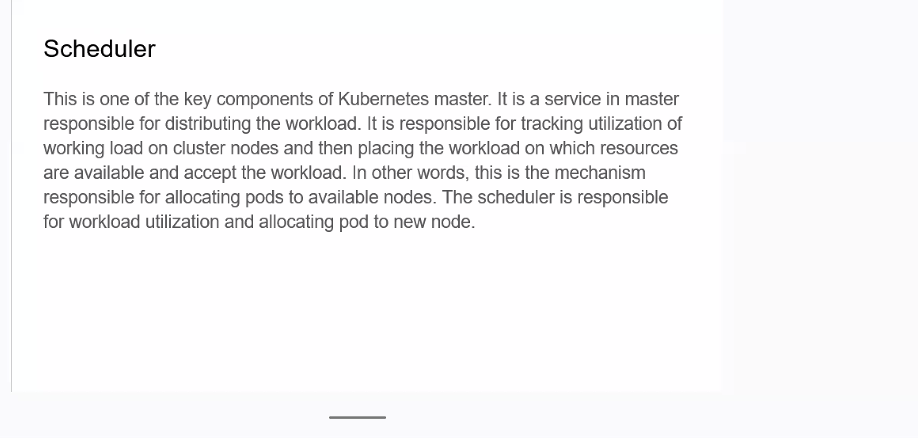 Scheduler
This is one of the key components of Kubernetes master. It is a service in master
responsible for distributing the workload. It is responsible for tracking utilization of
working load on cluster nodes and then placing the workload on which resources
are available and accept the workload. In other words, this is the mechanism
responsible for allocating pods to available nodes. The scheduler is responsible
for workload utilization and allocating pod to new node.